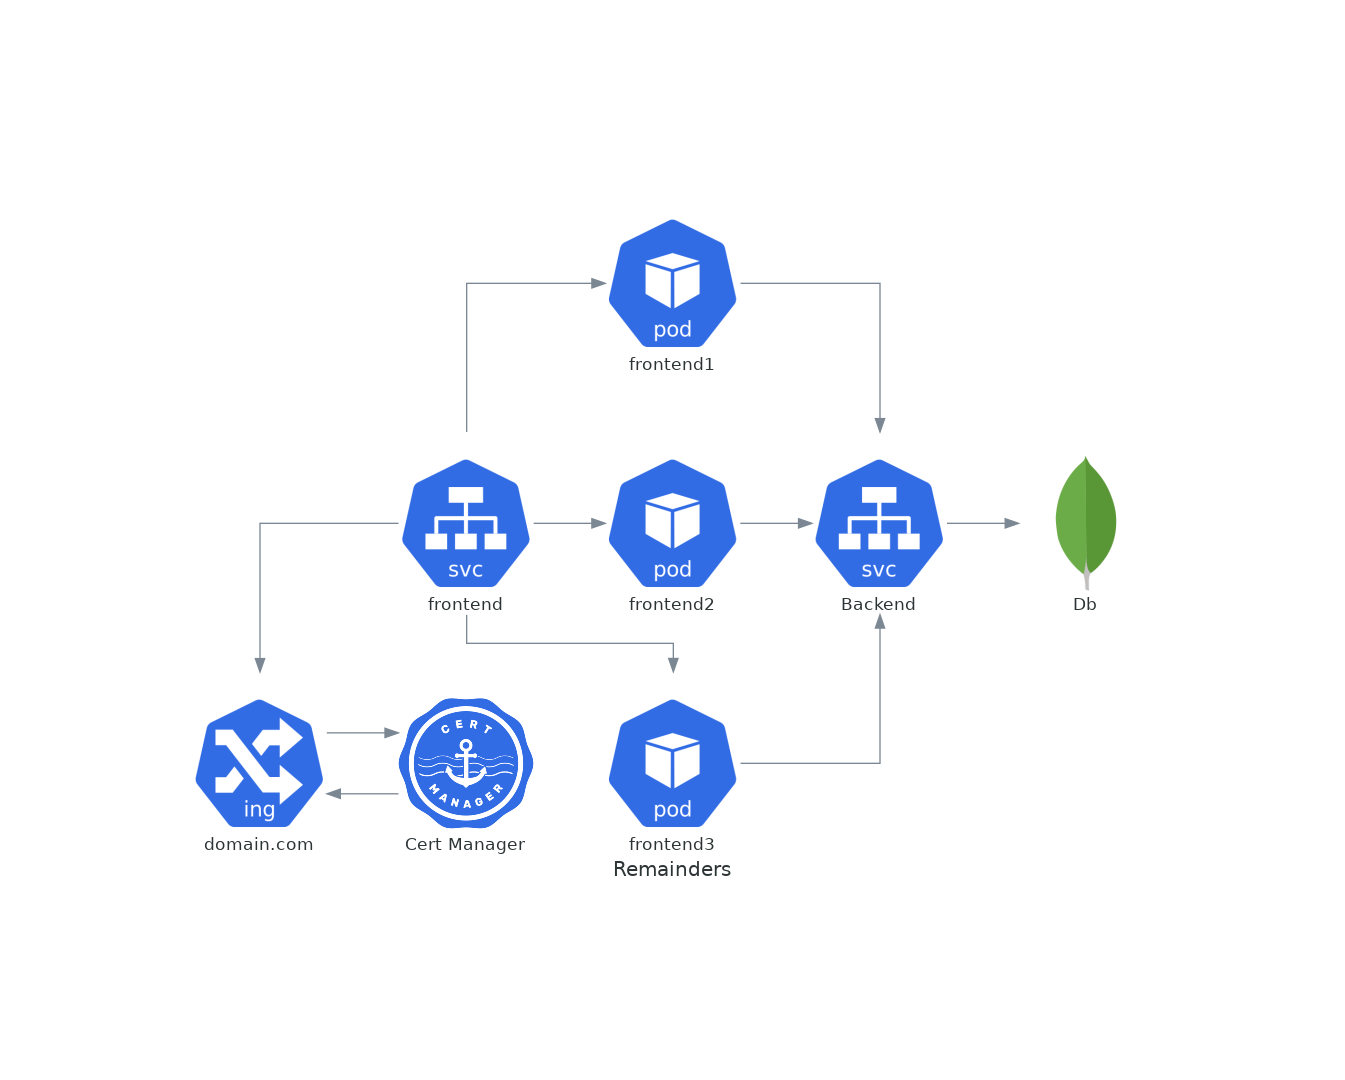 pod
frontend1
svc
frontend
pod
frontend2
svc
Backend
Db
ing
domain.com
CERT
MANAGER
Cert Manager
pod
frontend3
Remainders